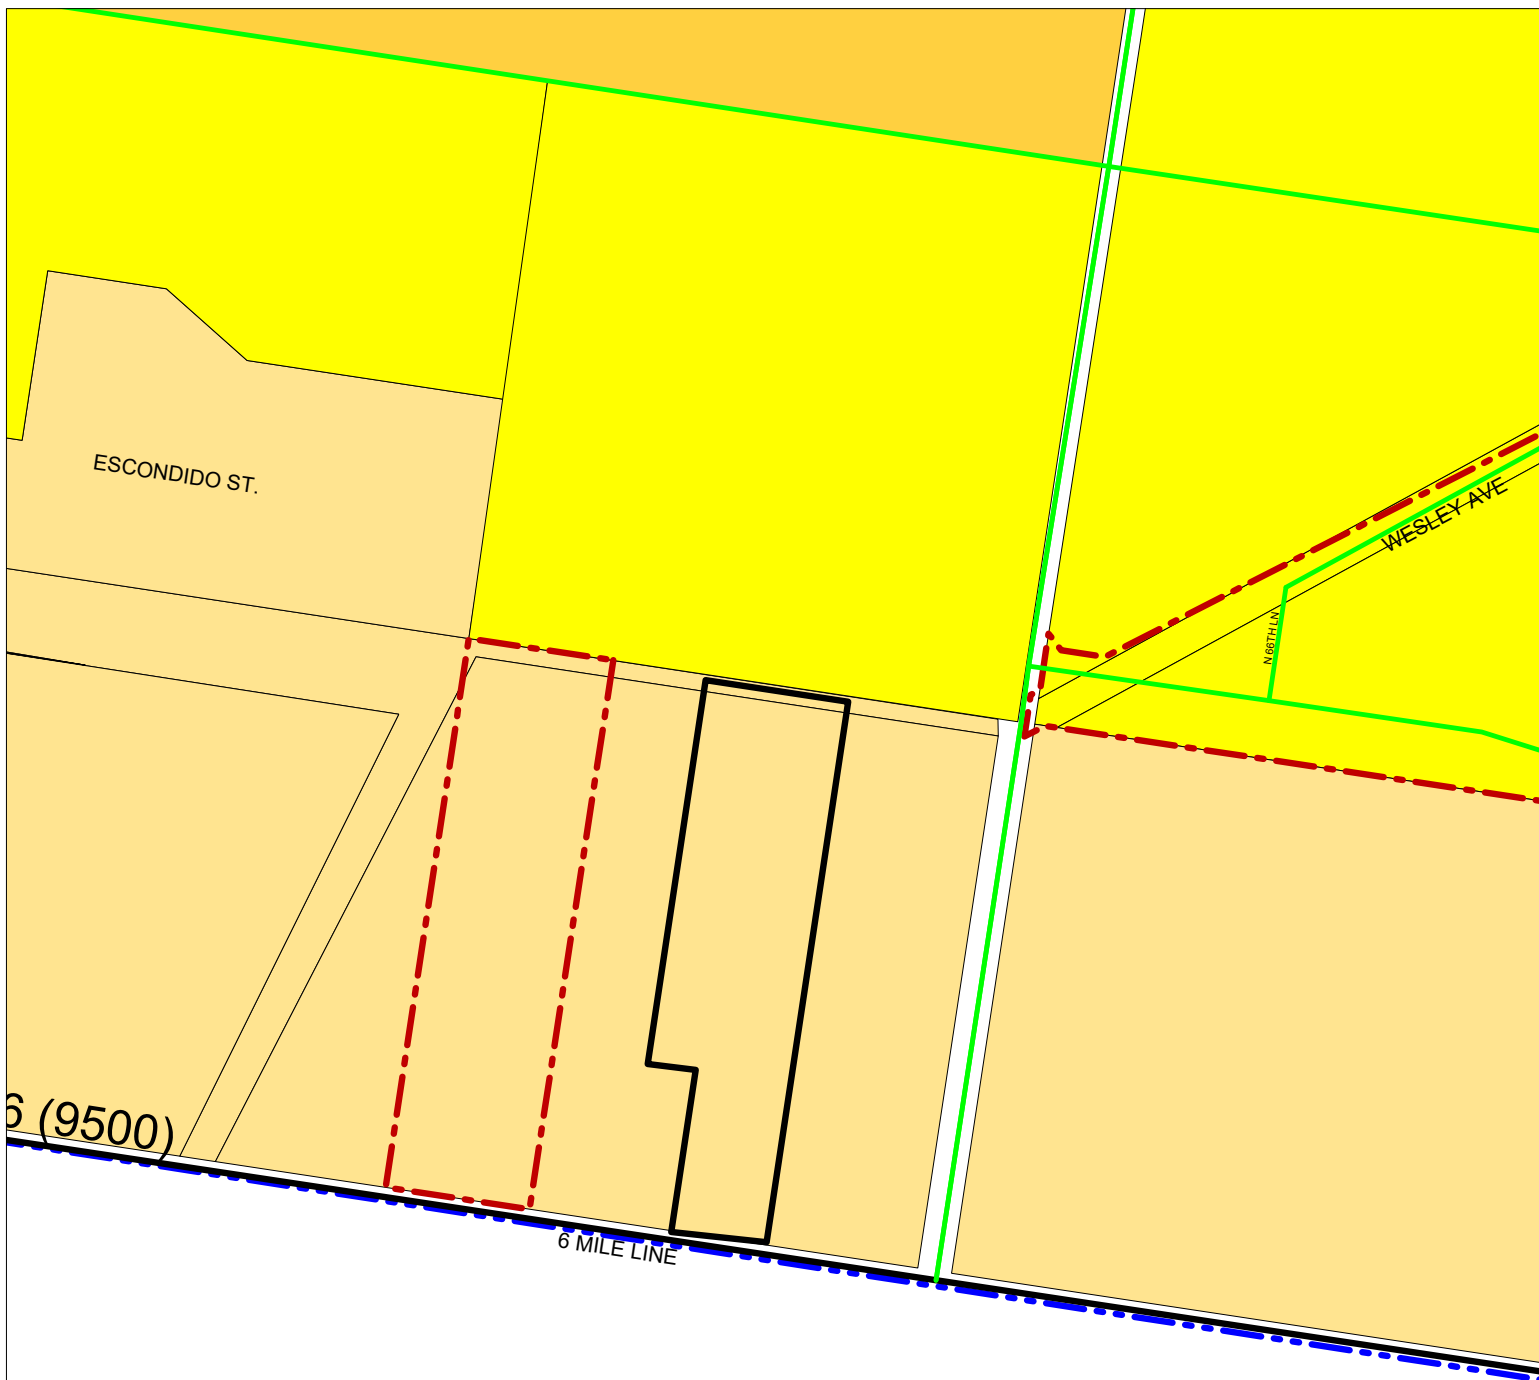 ESCONDIDO ST.
WESLEY AVE
N 66TH LN
6 (9500)
6 MILE LINE